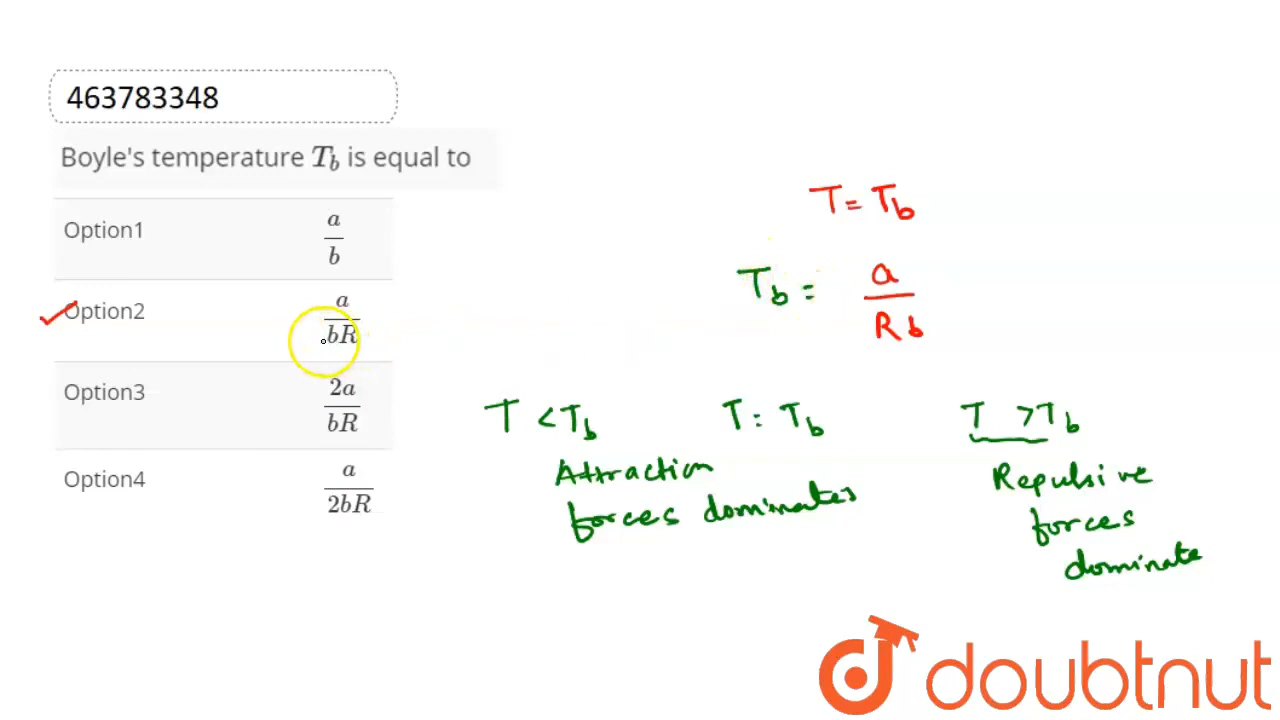 463783348
Boyle's temperature T_b is equal to
Option1 a/b
Option2 a/bR
Option3 2a/bR
Option4 a/2bR
T = T_b
T_b = a/Rb
T < T_b
Attraction
forces dominates
T = T_b
T > T_b
Repulsive
forces
dominate
doubtnut